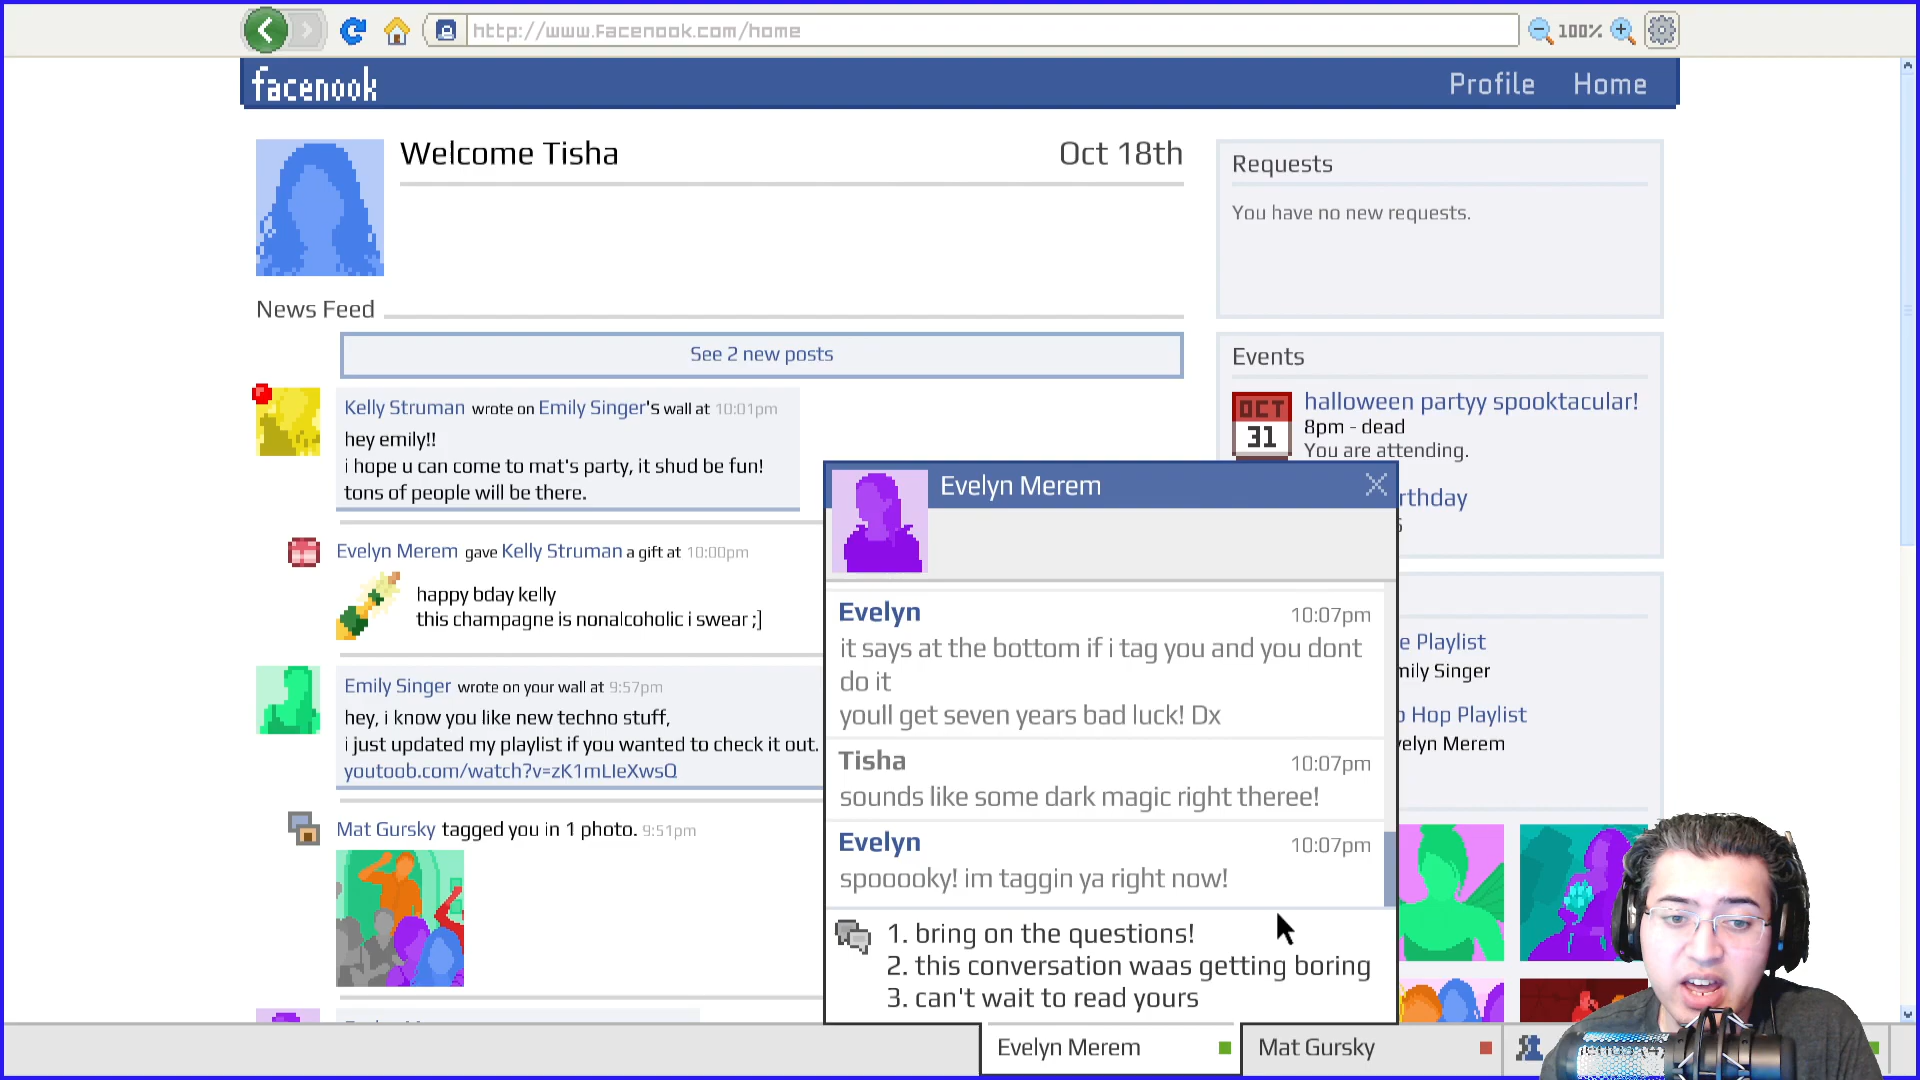 http://www.facenook.com/home
100%
facenook
Profile
Home
Welcome Tisha
Oct 18th
News Feed
See 2 new posts
Kelly Struman wrote on Emily Singer's wall at 10:01pm
hey emily!!
i hope u can come to mat's party, it shud be fun!
tons of people will be there.
Evelyn Merem gave Kelly Struman a gift at 10:00pm
happy bday kelly
this champagne is nonalcoholic i swear ;]
Emily Singer wrote on your wall at 9:57pm
hey, i know you like new techno stuff,
i just updated my playlist if you wanted to check it out.
youtoob.com/watch?v=zK1mLIeXwsQ
Mat Gursky tagged you in 1 photo. 9:51pm
Requests
You have no new requests.
Events
OCT
31
halloween partyy spooktacular!
8pm - dead
You are attending.
rthday
e Playlist
mily Singer
p Hop Playlist
velyn Merem
Evelyn Merem
Evelyn 10:07pm
it says at the bottom if i tag you and you dont
do it
youll get seven years bad luck! Dx
Tisha 10:07pm
sounds like some dark magic right theree!
Evelyn 10:07pm
spooooky! im taggin ya right now!
1. bring on the questions!
2. this conversation waas getting boring
3. can't wait to read yours
Evelyn Merem
Mat Gursky